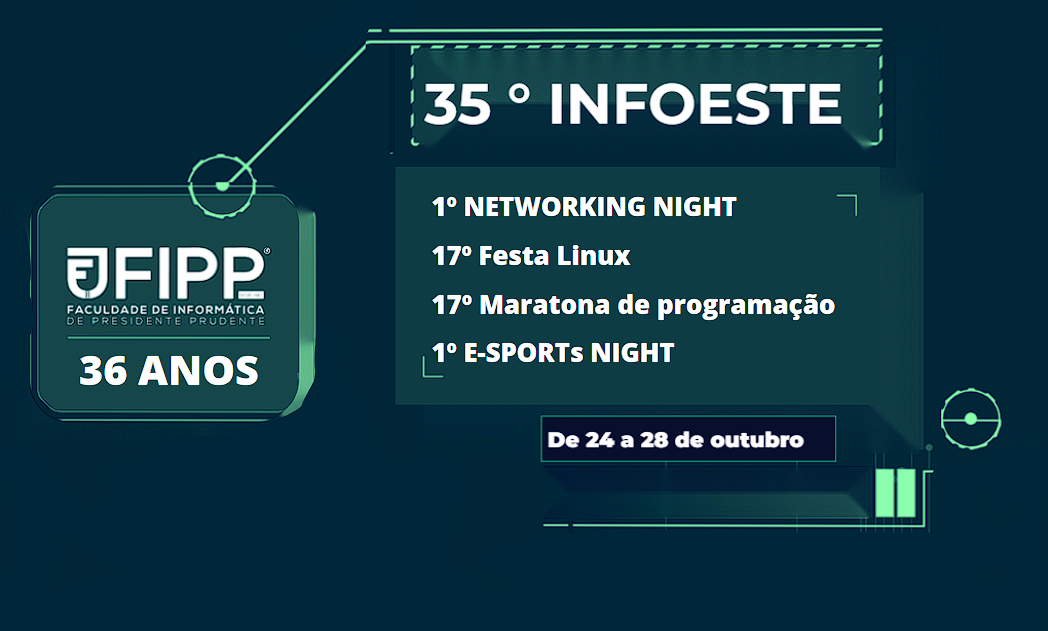 35 ° INFOESTE
1º NETWORKING NIGHT
17º Festa Linux
17º Maratona de programação
1º E-SPORTs NIGHT
De 24 a 28 de outubro
FIPP®
FACULDADE DE INFORMÁTICA
DE PRESIDENTE PRUDENTE
36 ANOS